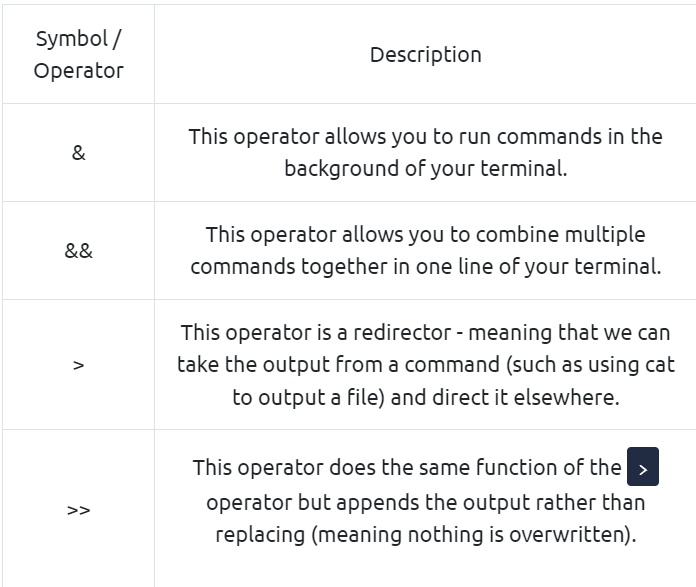 Symbol /
Operator
Description
&
This operator allows you to run commands in the
background of your terminal.
&&
This operator allows you to combine multiple
commands together in one line of your terminal.
>
This operator is a redirector - meaning that we can
take the output from a command (such as using cat
to output a file) and direct it elsewhere.
>>
This operator does the same function of the >
operator but appends the output rather than
replacing (meaning nothing is overwritten).